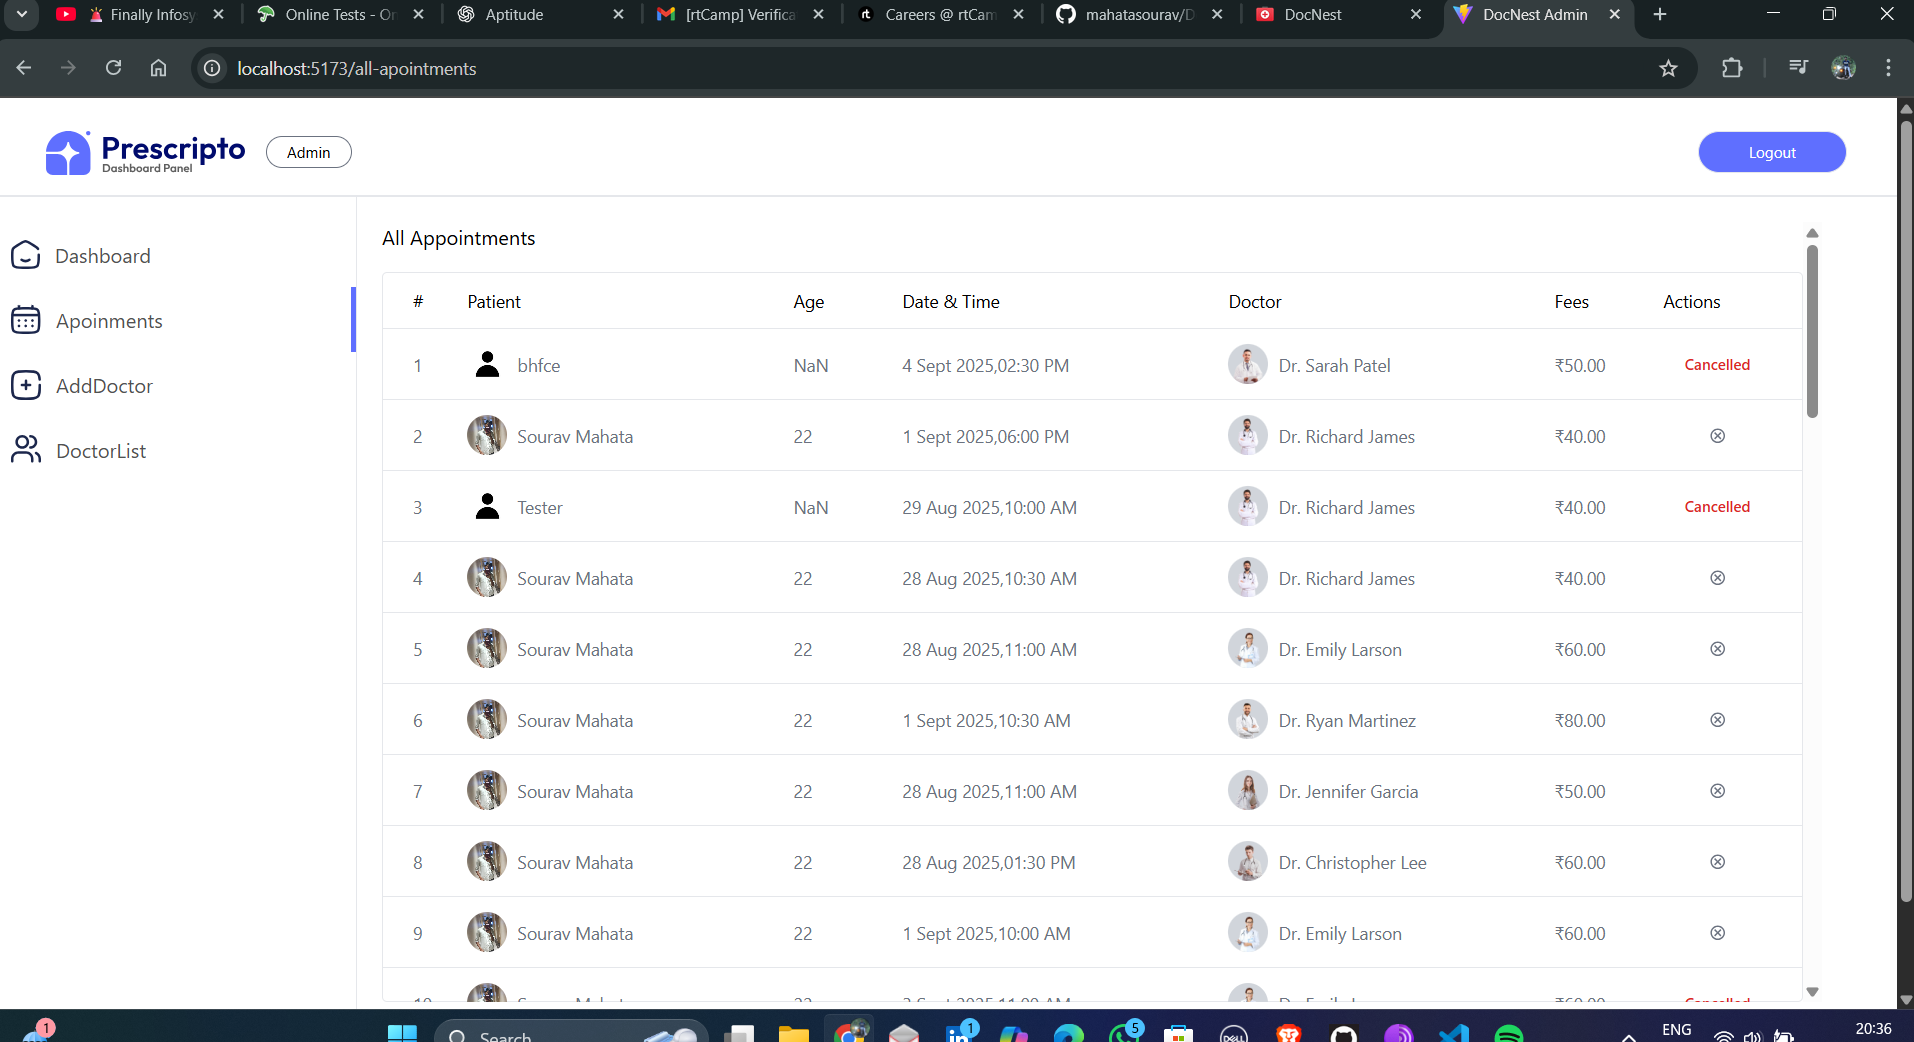 Finally Infosy
Online Tests - On
Aptitude
[rtCamp] Verifica
rt Careers @ rtCam
mahatasourav/D
DocNest
DocNest Admin
localhost:5173/all-apointments
Prescripto
Dashboard Panel
Admin
Logout
Dashboard
Apoinments
AddDoctor
DoctorList
All Appointments
# Patient Age Date & Time Doctor Fees Actions
1 bhfce NaN 4 Sept 2025,02:30 PM Dr. Sarah Patel ₹50.00 Cancelled
2 Sourav Mahata 22 1 Sept 2025,06:00 PM Dr. Richard James ₹40.00
3 Tester NaN 29 Aug 2025,10:00 AM Dr. Richard James ₹40.00 Cancelled
4 Sourav Mahata 22 28 Aug 2025,10:30 AM Dr. Richard James ₹40.00
5 Sourav Mahata 22 28 Aug 2025,11:00 AM Dr. Emily Larson ₹60.00
6 Sourav Mahata 22 1 Sept 2025,10:30 AM Dr. Ryan Martinez ₹80.00
7 Sourav Mahata 22 28 Aug 2025,11:00 AM Dr. Jennifer Garcia ₹50.00
8 Sourav Mahata 22 28 Aug 2025,01:30 PM Dr. Christopher Lee ₹60.00
9 Sourav Mahata 22 1 Sept 2025,10:00 AM Dr. Emily Larson ₹60.00
1
Search
in 1
5
DELL
ENG
20:36